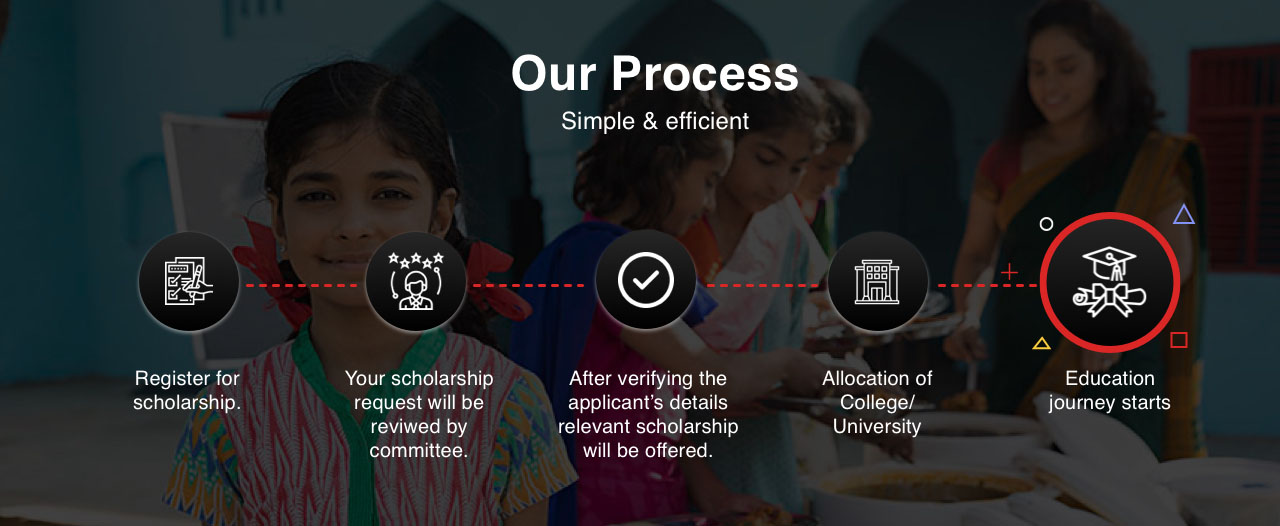 Our Process
Simple & efficient
Register for
scholarship.
Your scholarship
request will be
reviwed by
committee.
After verifying the
applicant's details
relevant scholarship
will be offered.
Allocation of
College/
University
Education
journey starts